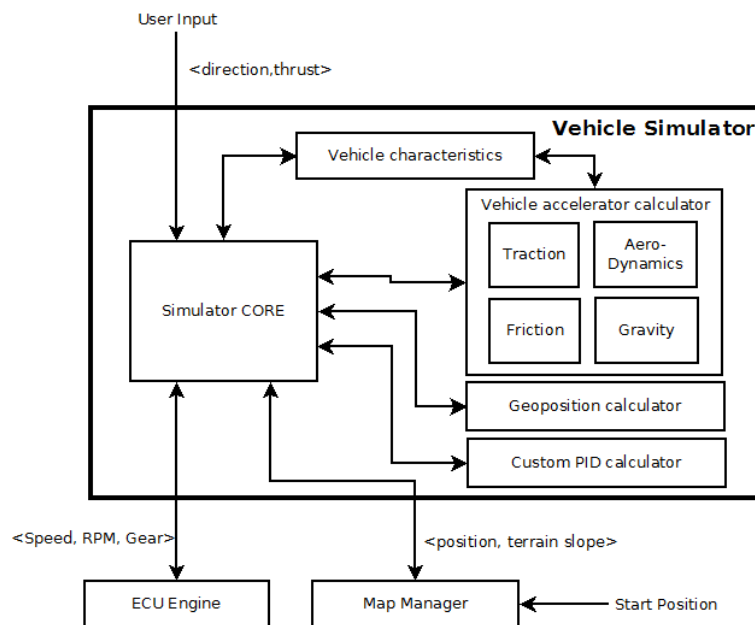 User Input
<direction,thrust>
Vehicle Simulator
Vehicle characteristics
Vehicle accelerator calculator
Traction
Aero-
Dynamics
Simulator CORE
Friction
Gravity
Geoposition calculator
Custom PID calculator
<Speed, RPM, Gear>
<position, terrain slope>
ECU Engine
Map Manager
Start Position